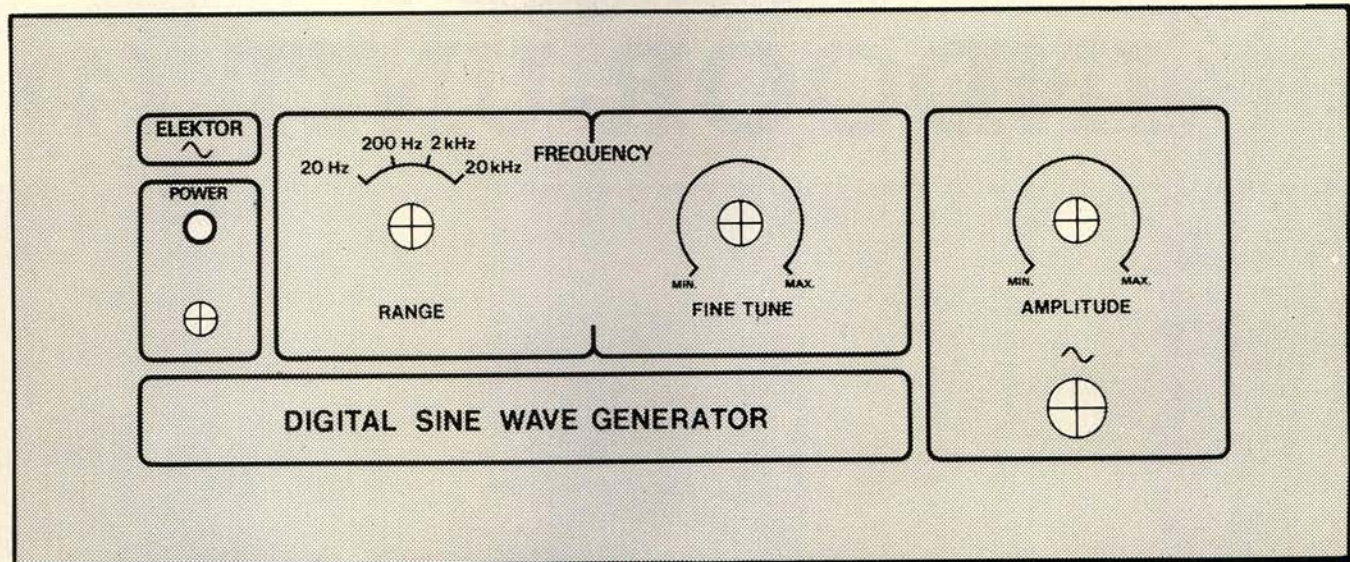 ELEKTOR
POWER
FREQUENCY
20 Hz 200 Hz 2 kHz 20 kHz
RANGE
MIN. MAX.
FINE TUNE
MIN. MAX.
AMPLITUDE
DIGITAL SINE WAVE GENERATOR